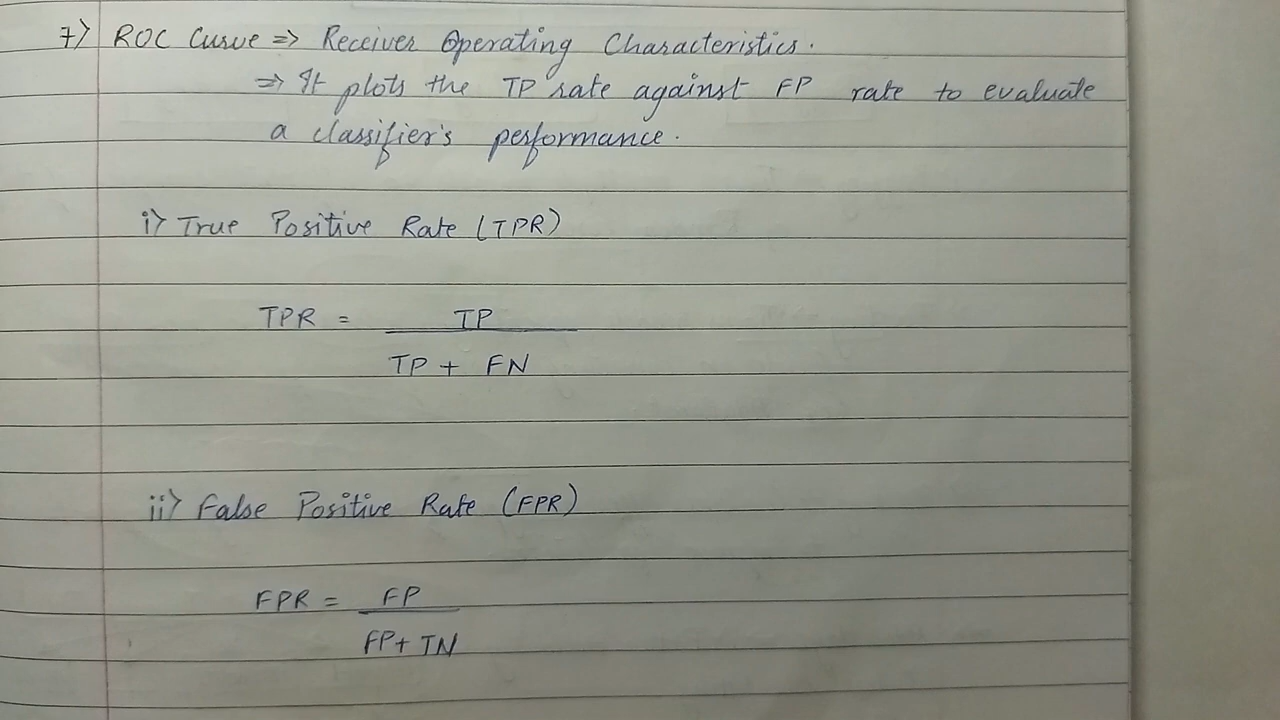 7) ROC Curve => Receiver Operating Characteristics.
=> It plots the TP rate against FP rate to evaluate
a classifier's performance.
i) True Positive Rate (TPR)
TPR = TP
TP + FN
ii) False Positive Rate (FPR)
FPR = FP
FP + TN